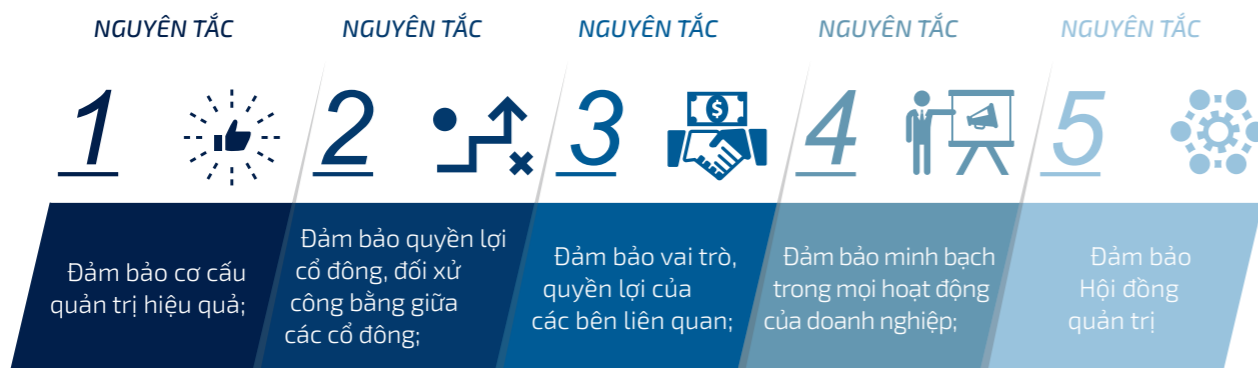 NGUYÊN TẮC
1
Đảm bảo cơ cấu
quản trị hiệu quả;
NGUYÊN TẮC
2
Đảm bảo quyền lợi
cổ đông, đối xử
công bằng giữa
các cổ đông;
NGUYÊN TẮC
3
$
Đảm bảo vai trò,
quyền lợi của
các bên liên quan;
NGUYÊN TẮC
4
Đảm bảo minh bạch
trong mọi hoạt động
của doanh nghiệp;
NGUYÊN TẮC
5
Đảm bảo
Hội đồng
quản trị